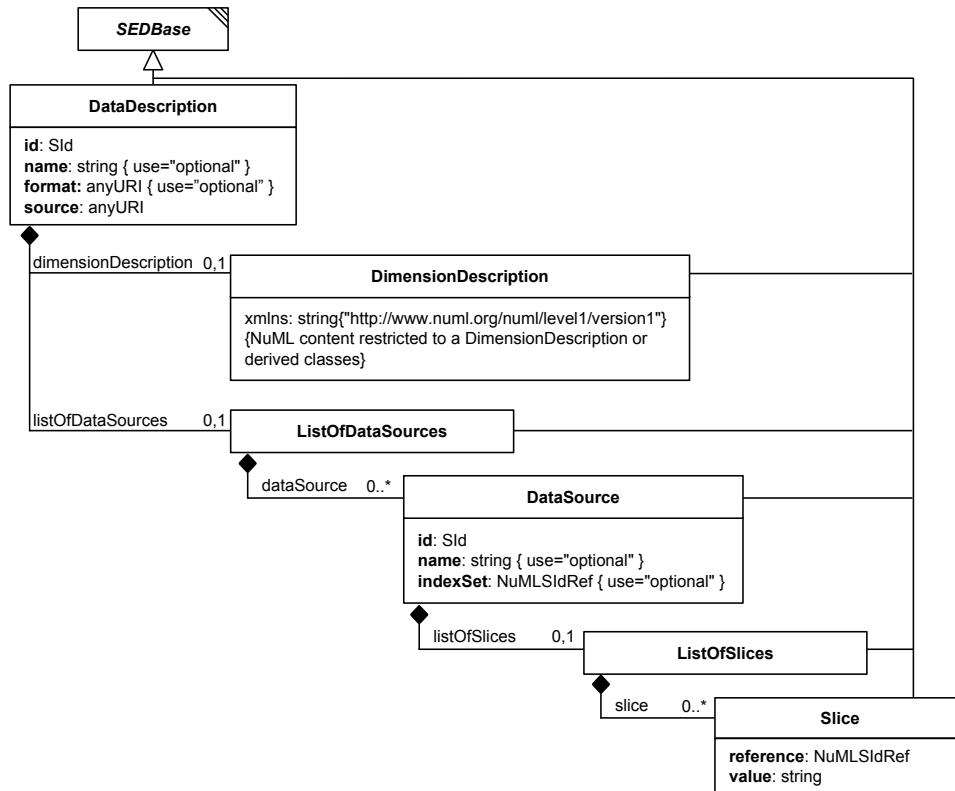 SEDBase
DataDescription
id: SId
name: string { use="optional" }
format: anyURI { use=”optional” }
source: anyURI
dimensionDescription 0,1
DimensionDescription
xmlns: string{"http://www.numl.org/numl/level1/version1"}
{NuML content restricted to a DimensionDescription or
derived classes}
listOfDataSources 0,1
ListOfDataSources
dataSource 0..*
DataSource
id: SId
name: string { use="optional" }
indexSet: NuMLSIdRef { use="optional" }
listOfSlices 0,1
ListOfSlices
slice 0..*
Slice
reference: NuMLSIdRef
value: string